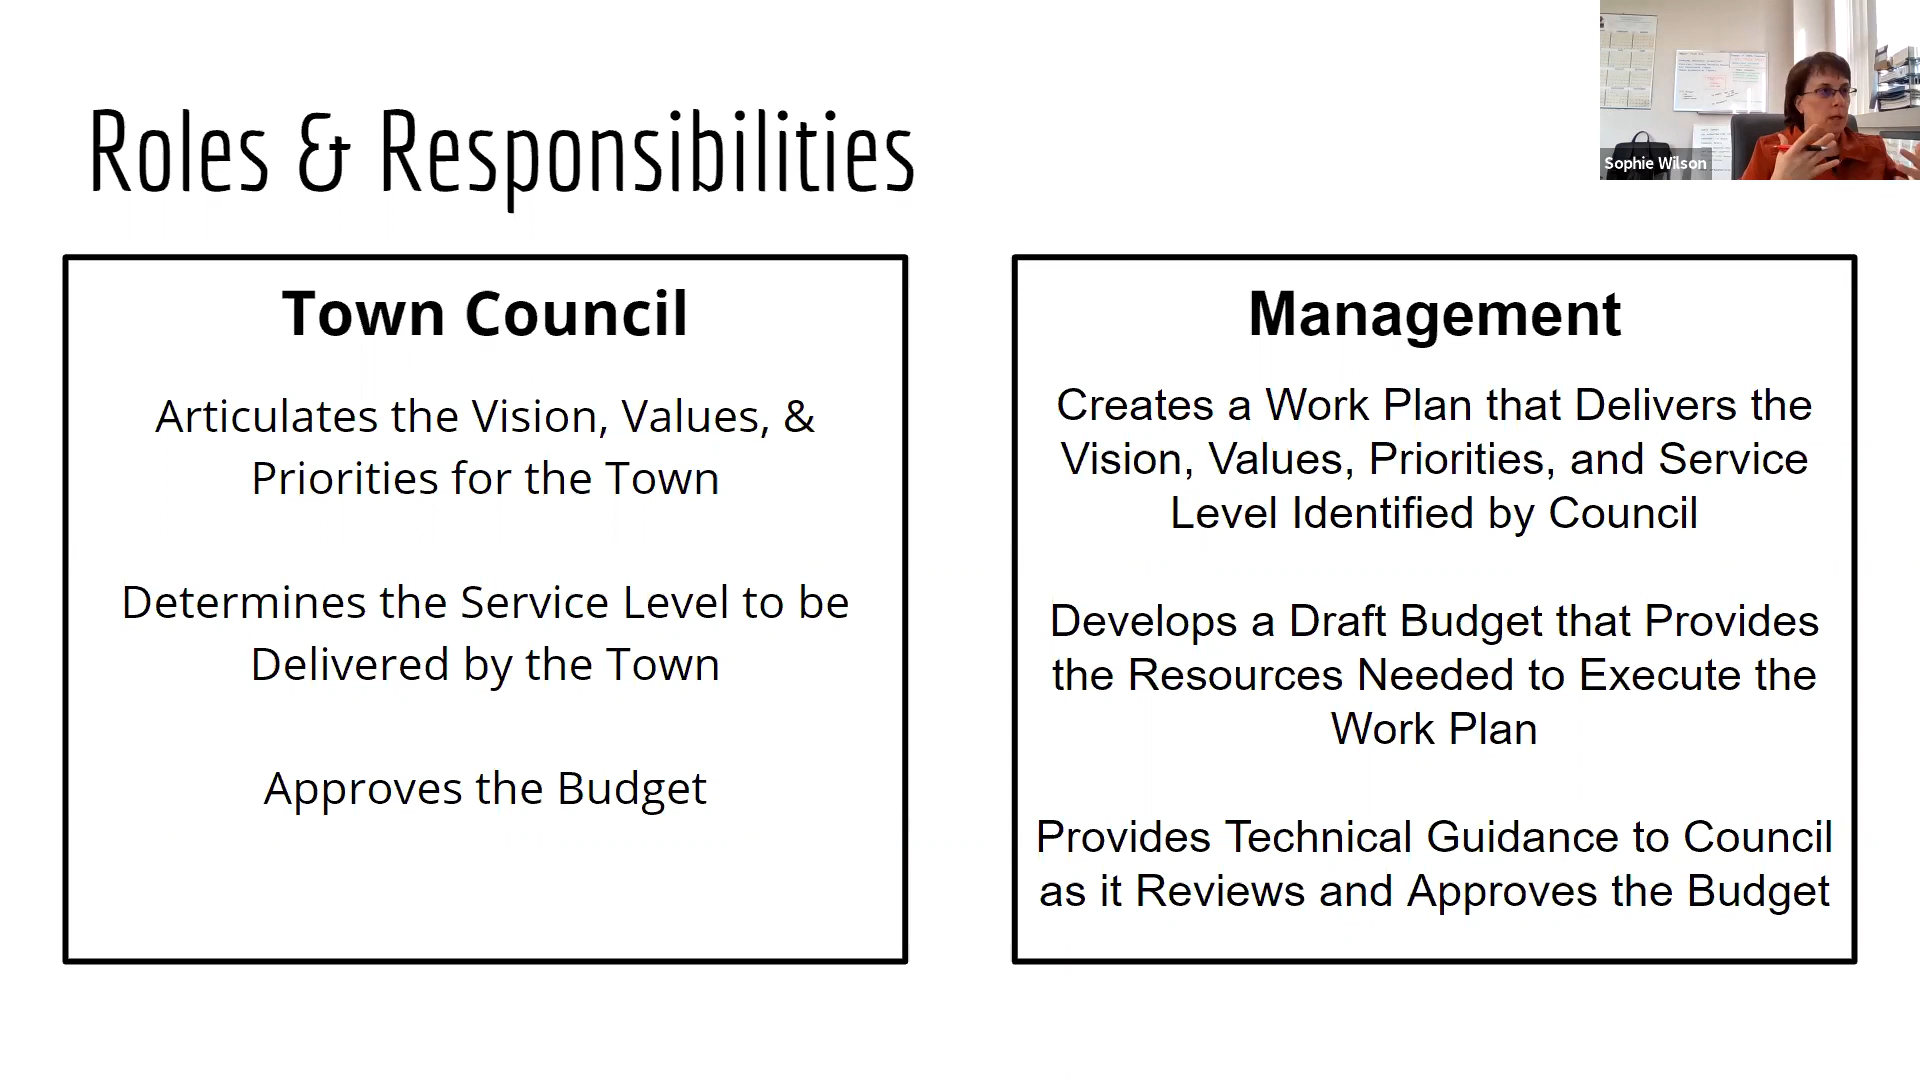 Roles & Responsibilities
Sophie Wilson
Town Council
Articulates the Vision, Values, &
Priorities for the Town
Determines the Service Level to be
Delivered by the Town
Approves the Budget
Management
Creates a Work Plan that Delivers the
Vision, Values, Priorities, and Service
Level Identified by Council
Develops a Draft Budget that Provides
the Resources Needed to Execute the
Work Plan
Provides Technical Guidance to Council
as it Reviews and Approves the Budget